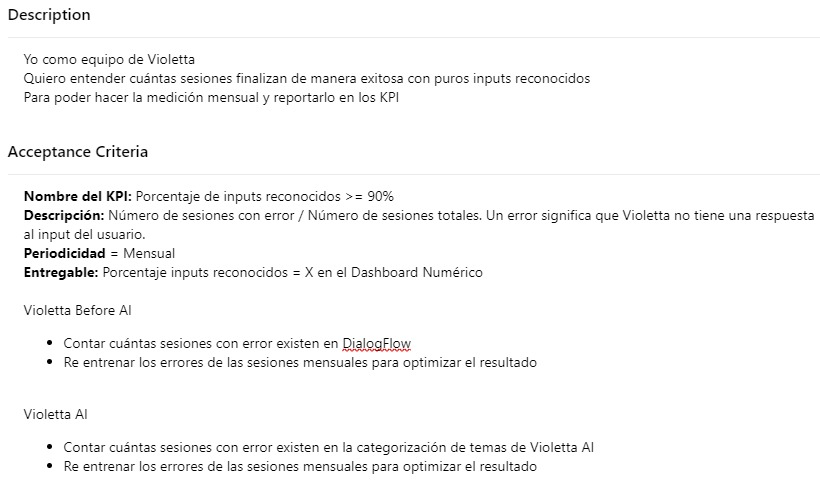 Description
Yo como equipo de Violetta
Quiero entender cuántas sesiones finalizan de manera exitosa con puros inputs reconocidos
Para poder hacer la medición mensual y reportarlo en los KPI
Acceptance Criteria
Nombre del KPI: Porcentaje de inputs reconocidos >= 90%
Descripción: Número de sesiones con error / Número de sesiones totales. Un error significa que Violetta no tiene una respuesta
al input del usuario.
Periodicidad = Mensual
Entregable: Porcentaje inputs reconocidos = X en el Dashboard Numérico
Violetta Before AI
• Contar cuántas sesiones con error existen en DialogFlow
• Re entrenar los errores de las sesiones mensuales para optimizar el resultado
Violetta AI
• Contar cuántas sesiones con error existen en la categorización de temas de Violetta AI
• Re entrenar los errores de las sesiones mensuales para optimizar el resultado